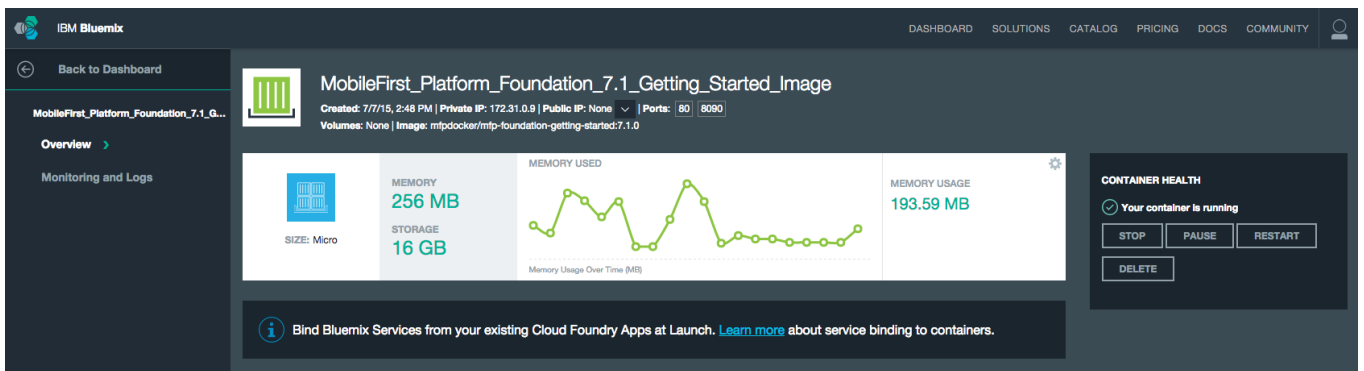 IBM Bluemix
DASHBOARD SOLUTIONS CATALOG PRICING DOCS COMMUNITY
Back to Dashboard
MobileFirst_Platform_Foundation_7.1_G...
Overview
Monitoring and Logs
MobileFirst_Platform_Foundation_7.1_Getting_Started_Image
Created: 7/7/15, 2:48 PM | Private IP: 172.31.0.9 | Public IP: None | Ports: 80 8090
Volumes: None | Image: mfpdocker/mfp-foundation-getting-started:7.1.0
SIZE: Micro
MEMORY
256 MB
STORAGE
16 GB
MEMORY USED
Memory Usage Over Time (MB)
MEMORY USAGE
193.59 MB
CONTAINER HEALTH
Your container is running
STOP PAUSE RESTART
DELETE
Bind Bluemix Services from your existing Cloud Foundry Apps at Launch. Learn more about service binding to containers.